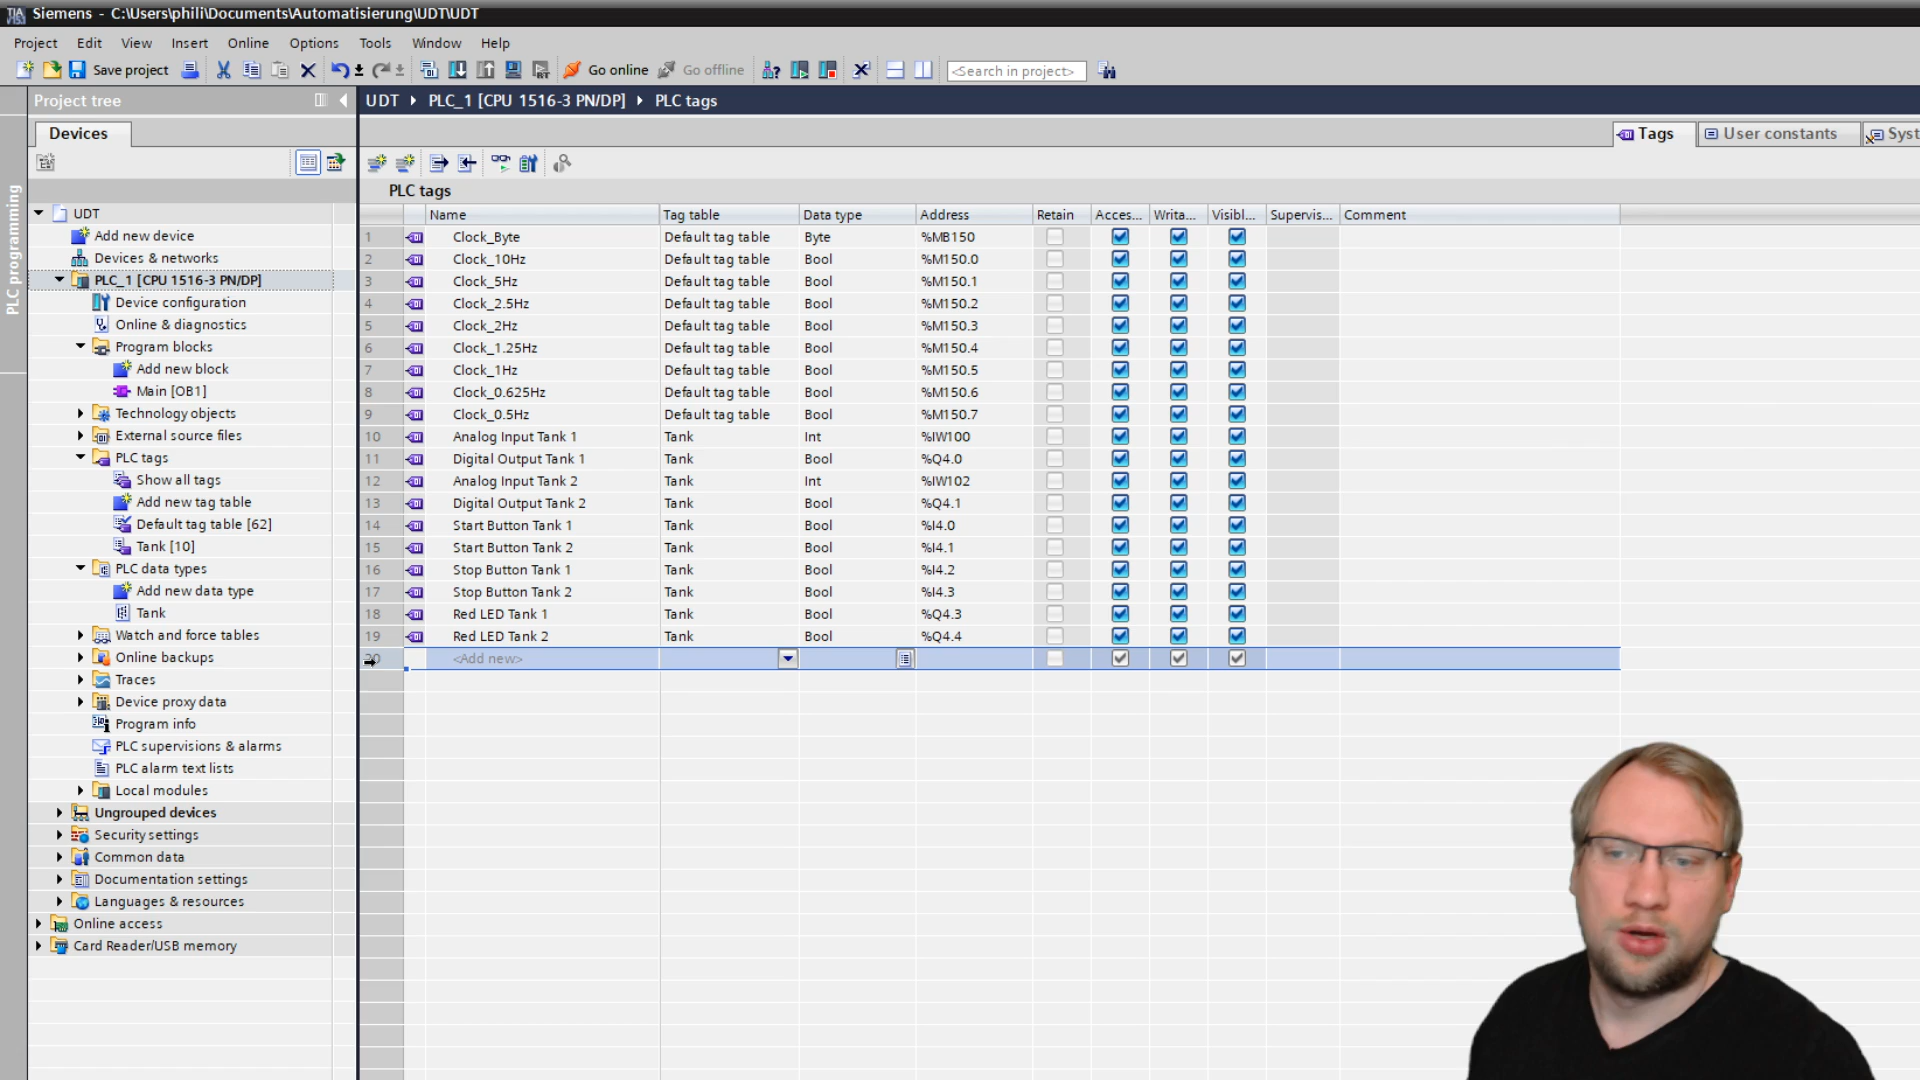 Siemens - C:\Users\phili\Documents\Automatisierung\UDT\UDT
Project Edit View Insert Online Options Tools Window Help
Save project Go online Go offline <Search in project>
Project tree
UDT PLC_1 [CPU 1516-3 PN/DP] PLC tags
Devices
Tags User constants Syst
PLC programming
PLC tags
Name Tag table Data type Address Retain Acces... Writa... Visibl... Supervis... Comment
UDT
Add new device
Devices & networks
PLC_1 [CPU 1516-3 PN/DP]
Device configuration
Online & diagnostics
Program blocks
Add new block
Main [OB1]
Technology objects
External source files
PLC tags
Show all tags
Add new tag table
Default tag table [62]
Tank [10]
PLC data types
Add new data type
Tank
Watch and force tables
Online backups
Traces
Device proxy data
Program info
PLC supervisions & alarms
PLC alarm text lists
Local modules
Ungrouped devices
Security settings
Common data
Documentation settings
Languages & resources
Online access
Card Reader/USB memory
1 Clock_Byte Default tag table Byte %MB150
2 Clock_10Hz Default tag table Bool %M150.0
3 Clock_5Hz Default tag table Bool %M150.1
4 Clock_2.5Hz Default tag table Bool %M150.2
5 Clock_2Hz Default tag table Bool %M150.3
6 Clock_1.25Hz Default tag table Bool %M150.4
7 Clock_1Hz Default tag table Bool %M150.5
8 Clock_0.625Hz Default tag table Bool %M150.6
9 Clock_0.5Hz Default tag table Bool %M150.7
10 Analog Input Tank 1 Tank Int %IW100
11 Digital Output Tank 1 Tank Bool %Q4.0
12 Analog Input Tank 2 Tank Int %IW102
13 Digital Output Tank 2 Tank Bool %Q4.1
14 Start Button Tank 1 Tank Bool %I4.0
15 Start Button Tank 2 Tank Bool %I4.1
16 Stop Button Tank 1 Tank Bool %I4.2
17 Stop Button Tank 2 Tank Bool %I4.3
18 Red LED Tank 1 Tank Bool %Q4.3
19 Red LED Tank 2 Tank Bool %Q4.4
20 <Add new>